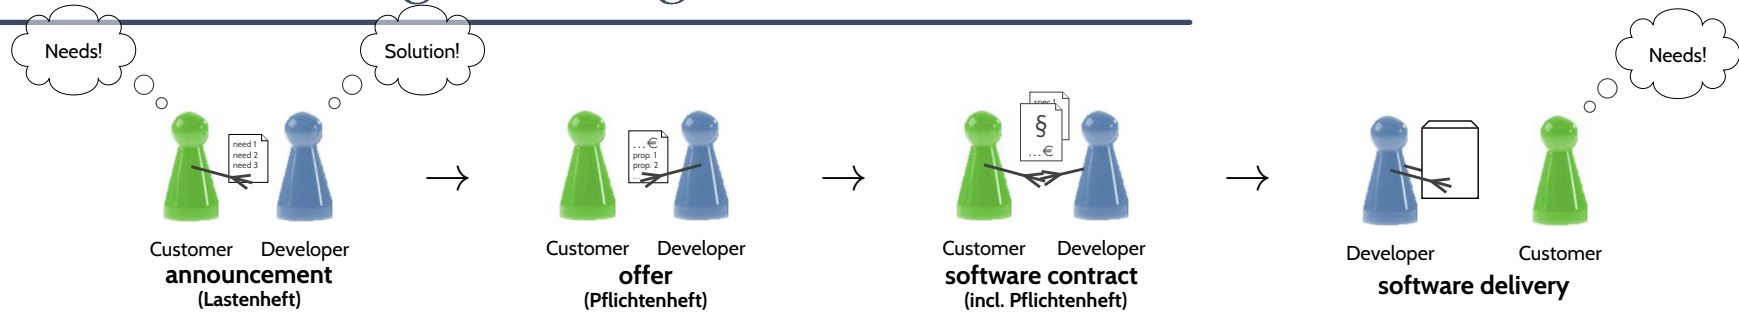 Needs!
Solution!
need 1
need 2
need 3
Customer Developer
announcement
(Lastenheft)
→
...€
prop. 1
prop. 2
...
Customer Developer
offer
(Pflichtenheft)
→
§
...€
Customer Developer
software contract
(incl. Pflichtenheft)
→
Needs!
Developer Customer
software delivery